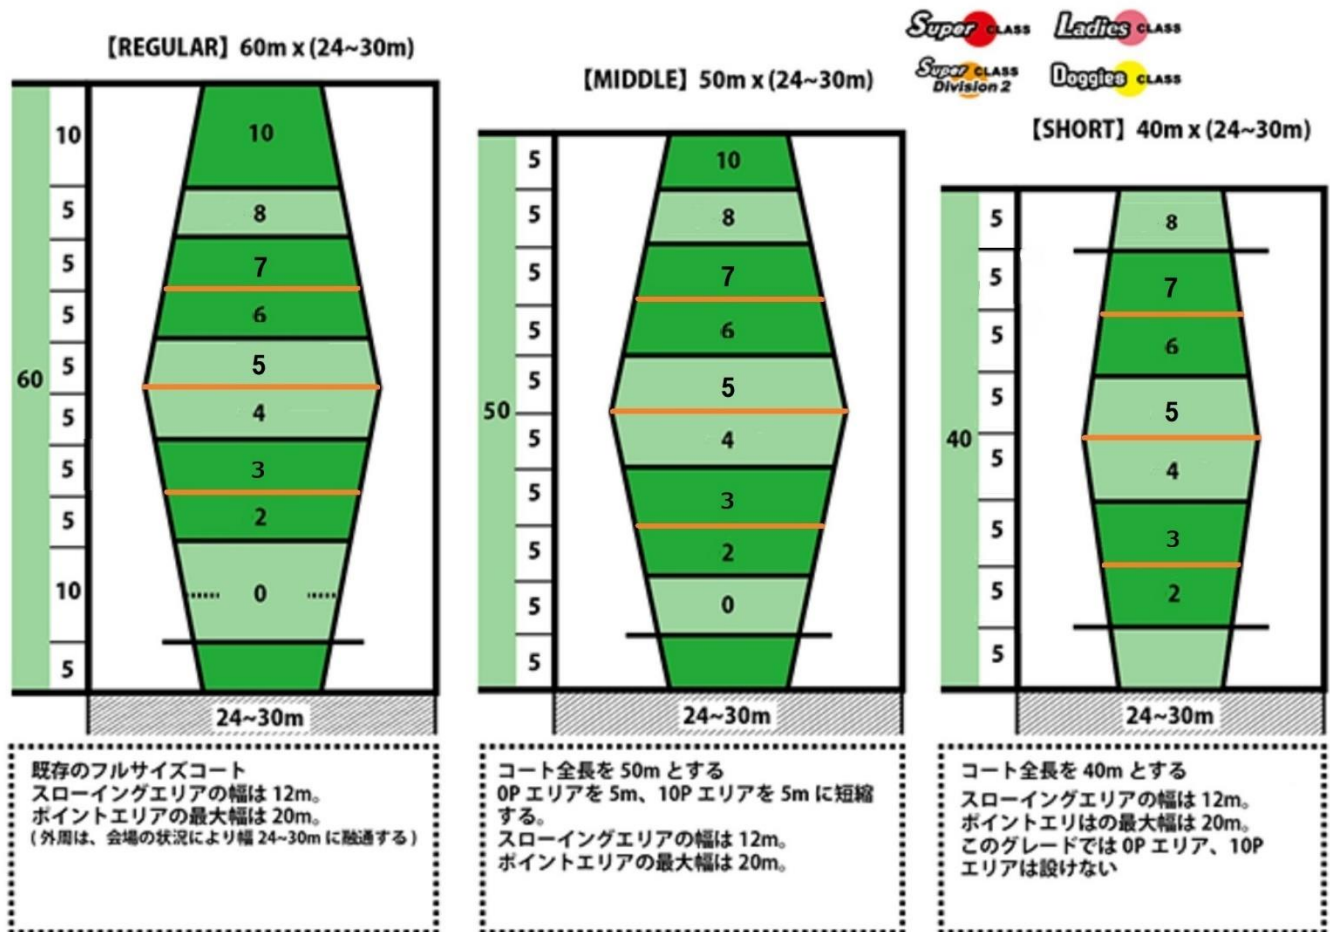 【REGULAR】60m x (24~30m)
10
5
5
5
5
5
5
5
10
5
60
10
8
7
6
5
4
3
2
0
24~30m
既存のフルサイズコート
スローイングエリアの幅は 12m。
ポイントエリアの最大幅は 20m。
( 外周は、会場の状況により幅 24~30m に融通する )
【MIDDLE】50m x (24~30m)
5
5
5
5
5
5
5
5
5
5
50
10
8
7
6
5
4
3
2
0
24~30m
コート全長を 50m とする
0P エリアを 5m、10P エリアを 5m に短縮
する。
スローイングエリアの幅は 12m。
ポイントエリアの最大幅は 20m。
Super CLASS
Ladies CLASS
Super CLASS
Division 2
Doggies CLASS
【SHORT】40m x (24~30m)
5
5
5
5
5
5
5
5
40
8
7
6
5
4
3
2
24~30m
コート全長を 40m とする
スローイングエリアの幅は 12m。
ポイントエリはの最大幅は 20m。
このグレードでは 0P エリア、10P
エリアは設けない